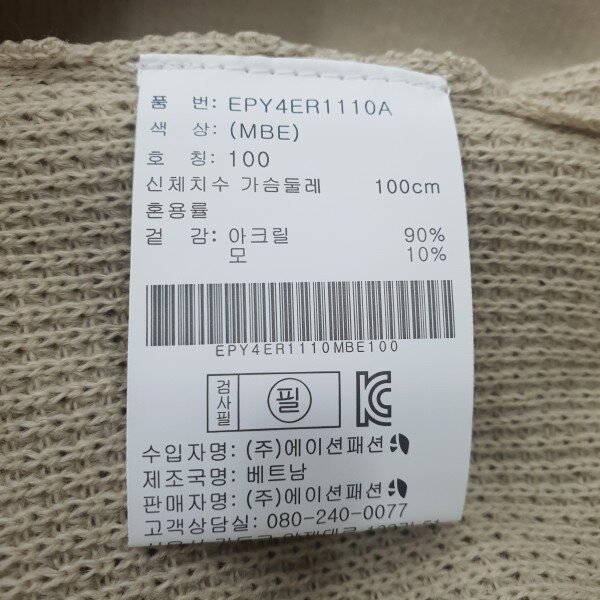 품 번: EPY4ER1110A
색 상: (MBE)
호 칭: 100
신체치수 가슴둘레 100cm
혼용률
겉 감: 아크릴 90%
모 10%
EPY4ER1110MBE100
검사필 필 KC
수입자명: (주)에이션패션
제조국명: 베트남
판매자명: (주)에이션패션
고객상담실: 080-240-0077